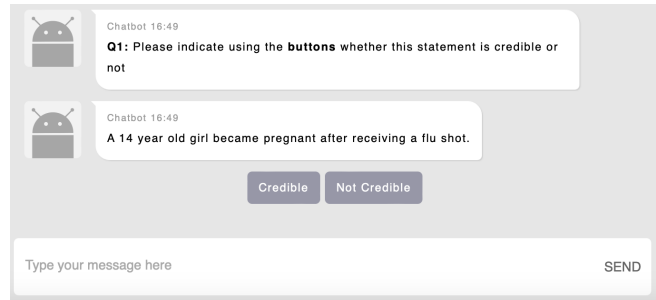 Chatbot 16:49
Q1: Please indicate using the buttons whether this statement is credible or
not
Chatbot 16:49
A 14 year old girl became pregnant after receiving a flu shot.
Credible Not Credible
Type your message here SEND